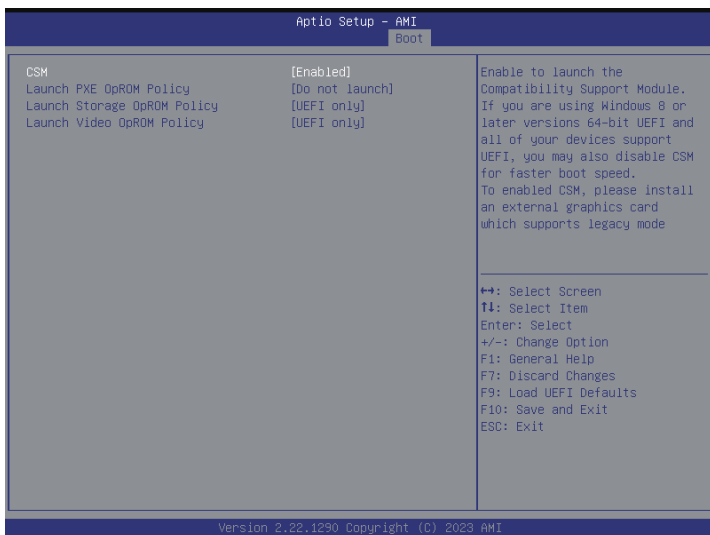 Aptio Setup – AMI
Boot
CSM [Enabled]
Launch PXE OpROM Policy [Do not launch]
Launch Storage OpROM Policy [UEFI only]
Launch Video OpROM Policy [UEFI only]
Enable to launch the
Compatibility Support Module.
If you are using Windows 8 or
later versions 64-bit UEFI and
all of your devices support
UEFI, you may also disable CSM
for faster boot speed.
To enabled CSM, please install
an external graphics card
which supports legacy mode
↔: Select Screen
↑↓: Select Item
Enter: Select
+/-: Change Option
F1: General Help
F7: Discard Changes
F9: Load UEFI Defaults
F10: Save and Exit
ESC: Exit
Version 2.22.1290 Copyright (C) 2023 AMI